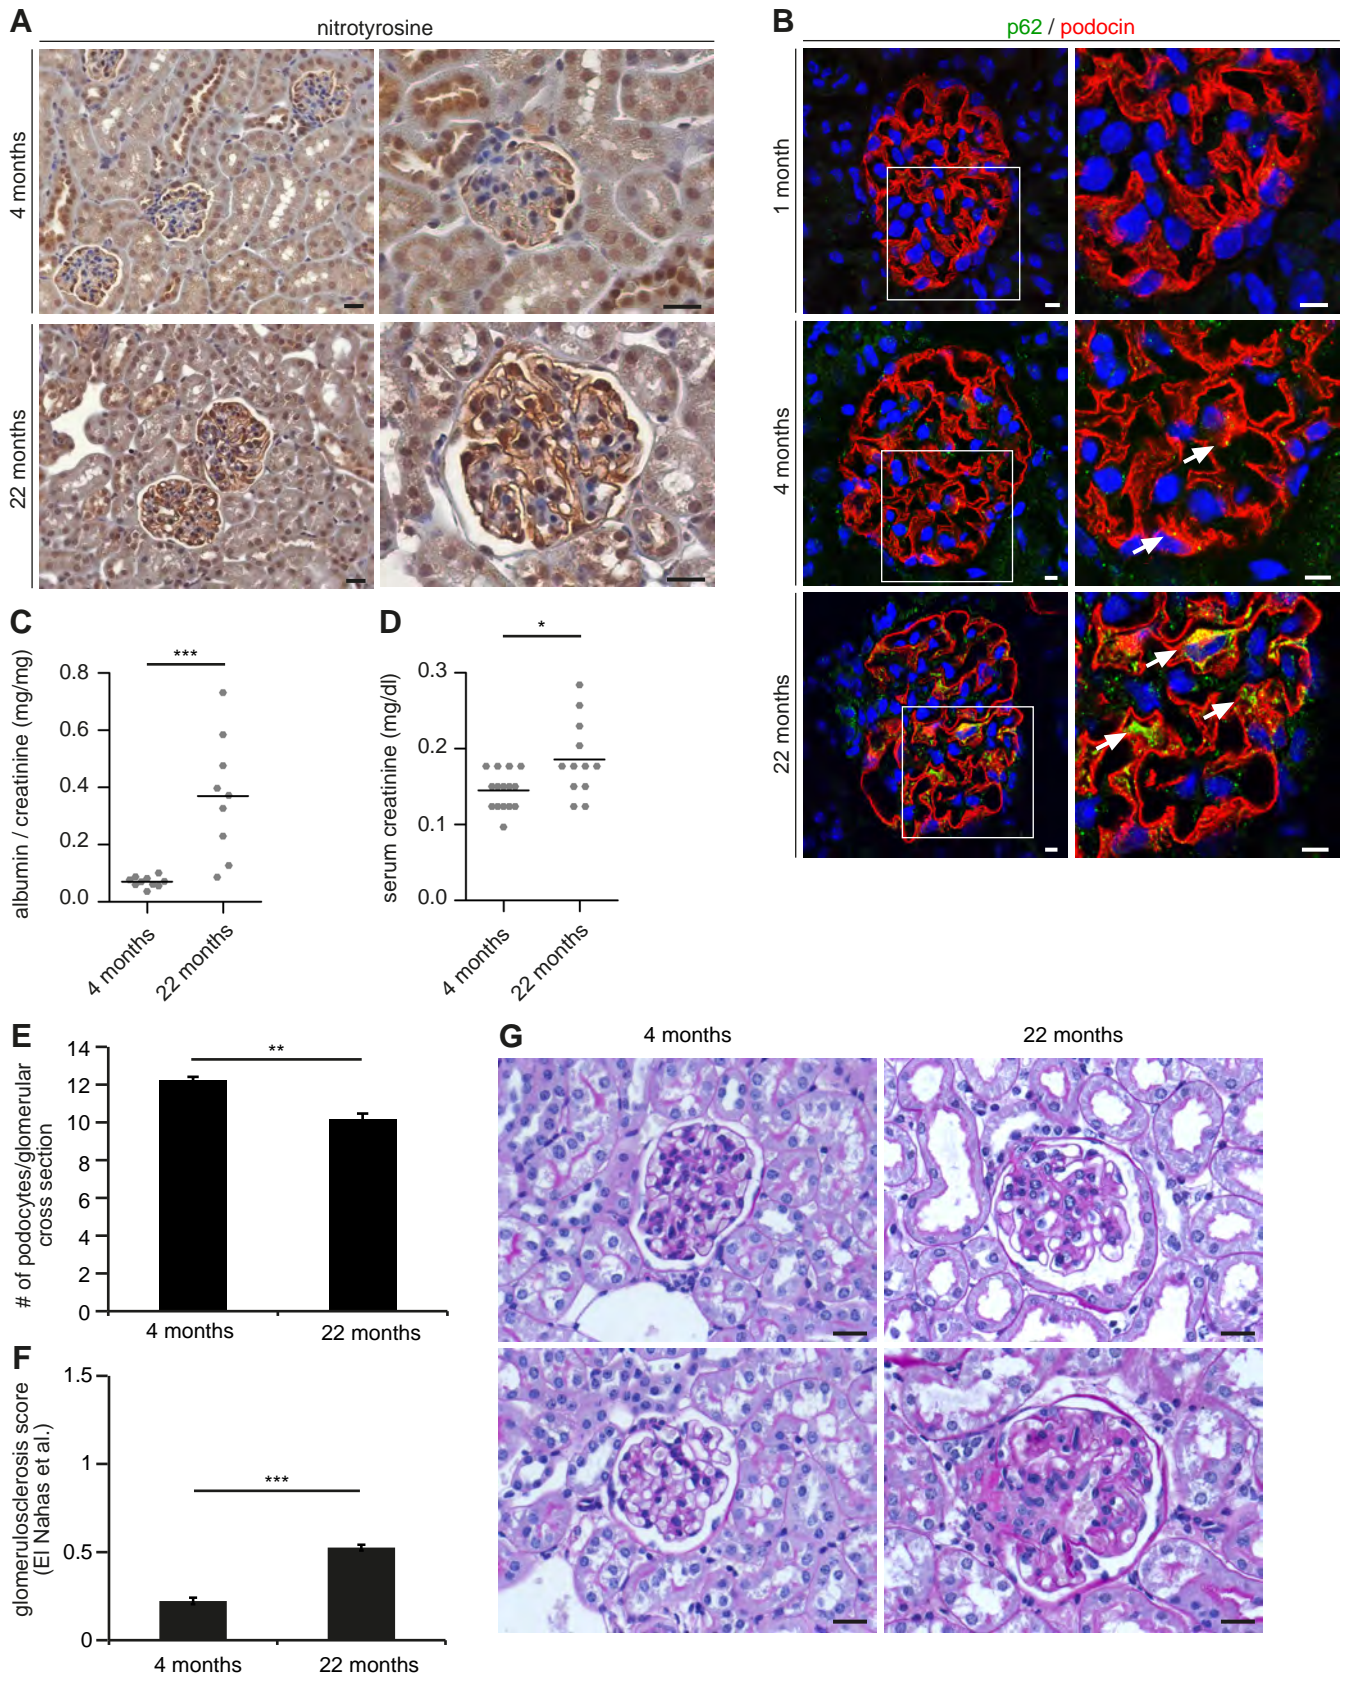 A
nitrotyrosine
4 months
22 months
B
p62 / podocin
1 month
4 months
22 months
C
albumin / creatinine (mg/mg)
***
0.8
0.6
0.4
0.2
0.0
4 months
22 months
D
serum creatinine (mg/dl)
*
0.3
0.2
0.1
0.0
4 months
22 months
E
# of podocytes/glomerular
cross section
**
14
12
10
8
6
4
2
0
4 months
22 months
F
glomerulosclerosis score
(El Nahas et al.)
***
1.5
1
0.5
0
4 months
22 months
G
4 months
22 months